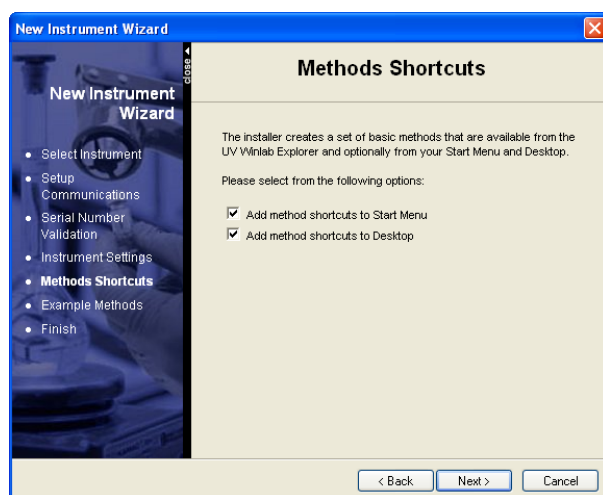 New Instrument Wizard
close
New Instrument
Wizard
Select Instrument
Setup
Communications
Serial Number
Validation
Instrument Settings
Methods Shortcuts
Example Methods
Finish
Methods Shortcuts
The installer creates a set of basic methods that are available from the
UV Winlab Explorer and optionally from your Start Menu and Desktop.
Please select from the following options:
Add method shortcuts to Start Menu
Add method shortcuts to Desktop
< Back
Next >
Cancel